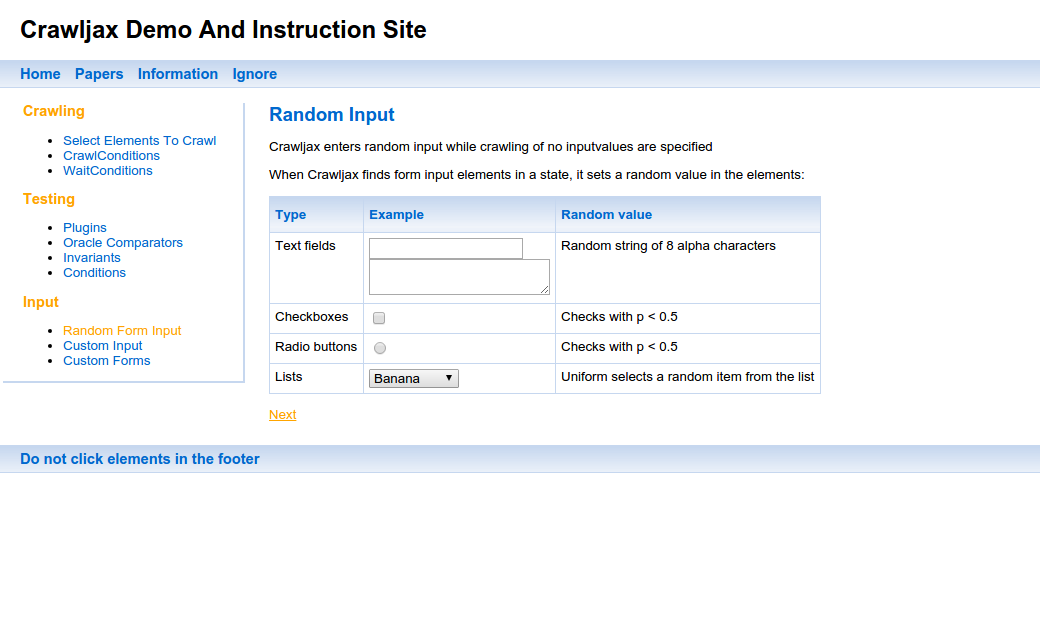 Crawljax Demo And Instruction Site
Home Papers Information Ignore
Crawling
Select Elements To Crawl
CrawlConditions
WaitConditions
Testing
Plugins
Oracle Comparators
Invariants
Conditions
Input
Random Form Input
Custom Input
Custom Forms
Random Input
Crawljax enters random input while crawling of no inputvalues are specified
When Crawljax finds form input elements in a state, it sets a random value in the elements:
Type Example Random value
Text fields Random string of 8 alpha characters
Checkboxes Checks with p < 0.5
Radio buttons Checks with p < 0.5
Lists Banana Uniform selects a random item from the list
Next
Do not click elements in the footer